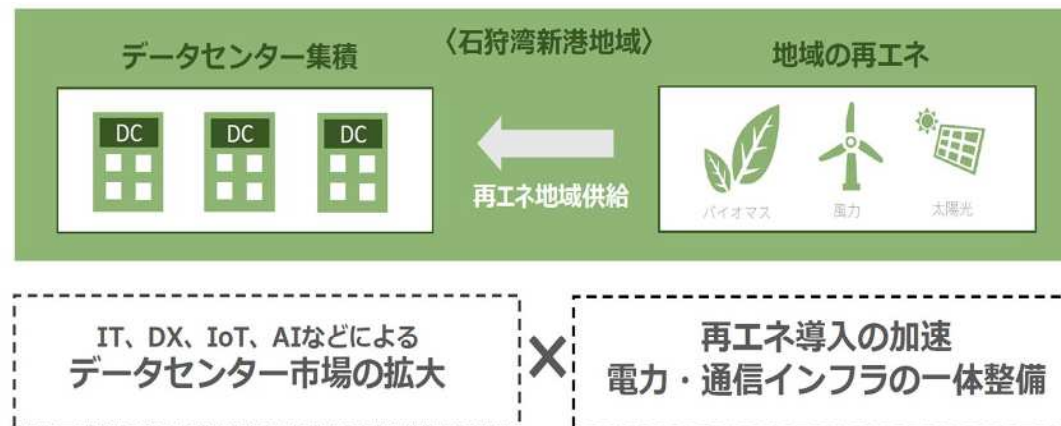 〈石狩湾新港地域〉
データセンター集積
地域の再エネ
DC
DC
DC
再エネ地域供給
バイオマス
風力
太陽光
IT、DX、IoT、AIなどによる
データセンター市場の拡大
×
再エネ導入の加速
電力・通信インフラの一体整備